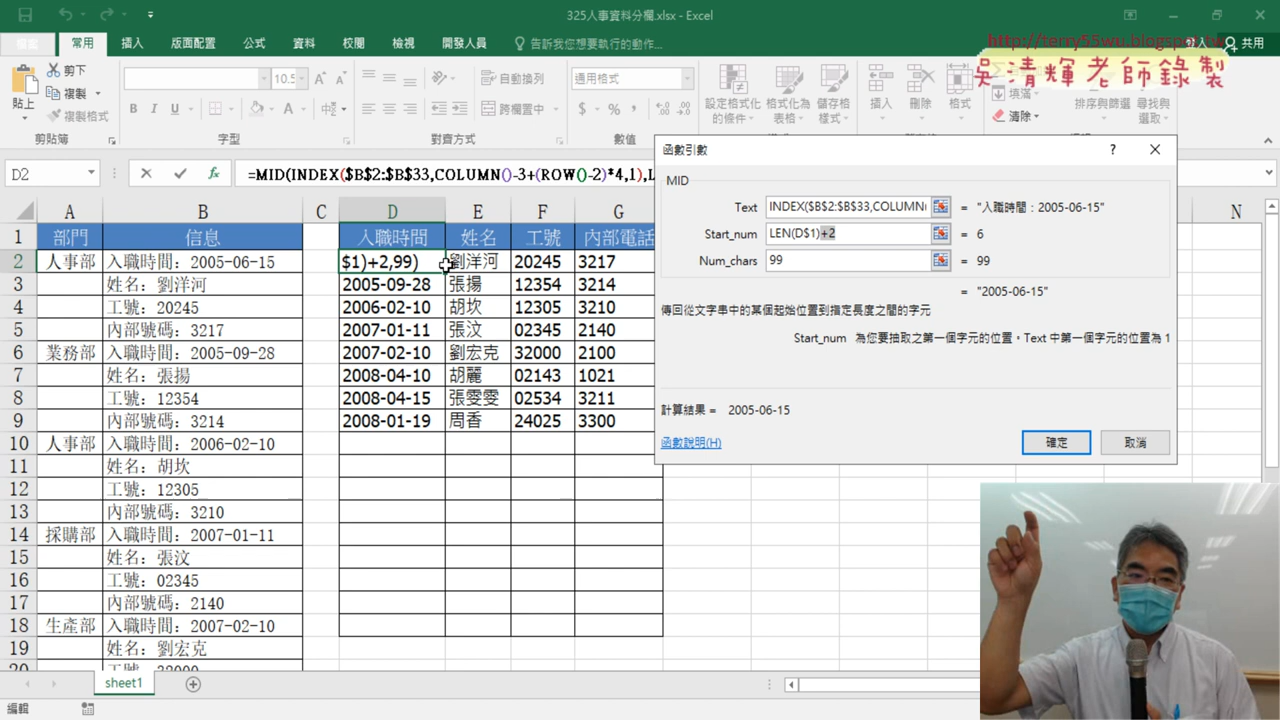 325人事資料分欄.xlsx - Excel
常用 插入 版面配置 公式 資料 校閱 檢視 開發人員 告訴我您想要執行的動作... 共用
http://terry55wu.blogspot.tw
吳清輝老師錄製
貼上 剪下 複製 複製格式
10.5 自動換列 跨欄置中 通用格式
B I U $ % ,
設定格式化的條件 格式化為表格 儲存格樣式 插入 刪除 格式 填滿 清除 排序與篩選 尋找與選取
剪貼簿 字型 對齊方式 數值
D2 fx =MID(INDEX($B$2:$B$33,COLUMN()-3+(ROW()-2)*4,1),L
A B C D E F G N
1 部門 信息 入職時間 姓名 工號 內部電話
2 人事部 入職時間: 2005-06-15 $1)+2,99) 劉洋河 20245 3217
3 姓名: 劉洋河 2005-09-28 張揚 12354 3214
4 工號: 20245 2006-02-10 胡坎 12305 3210
5 內部號碼: 3217 2007-01-11 張汶 02345 2140
6 業務部 入職時間: 2005-09-28 2007-02-10 劉宏克 32000 2100
7 姓名: 張揚 2008-04-10 胡麗 02143 1021
8 工號: 12354 2008-04-15 張雯雯 02534 3211
9 內部號碼: 3214 2008-01-19 周香 24025 3300
10 人事部 入職時間: 2006-02-10
11 姓名: 胡坎
12 工號: 12305
13 內部號碼: 3210
14 採購部 入職時間: 2007-01-11
15 姓名: 張汶
16 工號: 02345
17 內部號碼: 2140
18 生產部 入職時間: 2007-02-10
19 姓名: 劉宏克
20 工號: 32000
函數引數 ?
MID
Text INDEX($B$2:$B$33,COLUMN( = "入職時間：2005-06-15"
Start_num LEN(D$1)+2 = 6
Num_chars 99 = 99
= "2005-06-15"
傳回從文字串中的某個起始位置到指定長度之間的字元
Start_num 為您要抽取之第一個字元的位置。Text 中第一個字元的位置為 1
計算結果 = 2005-06-15
函數說明(H) 確定 取消
sheet1
編輯